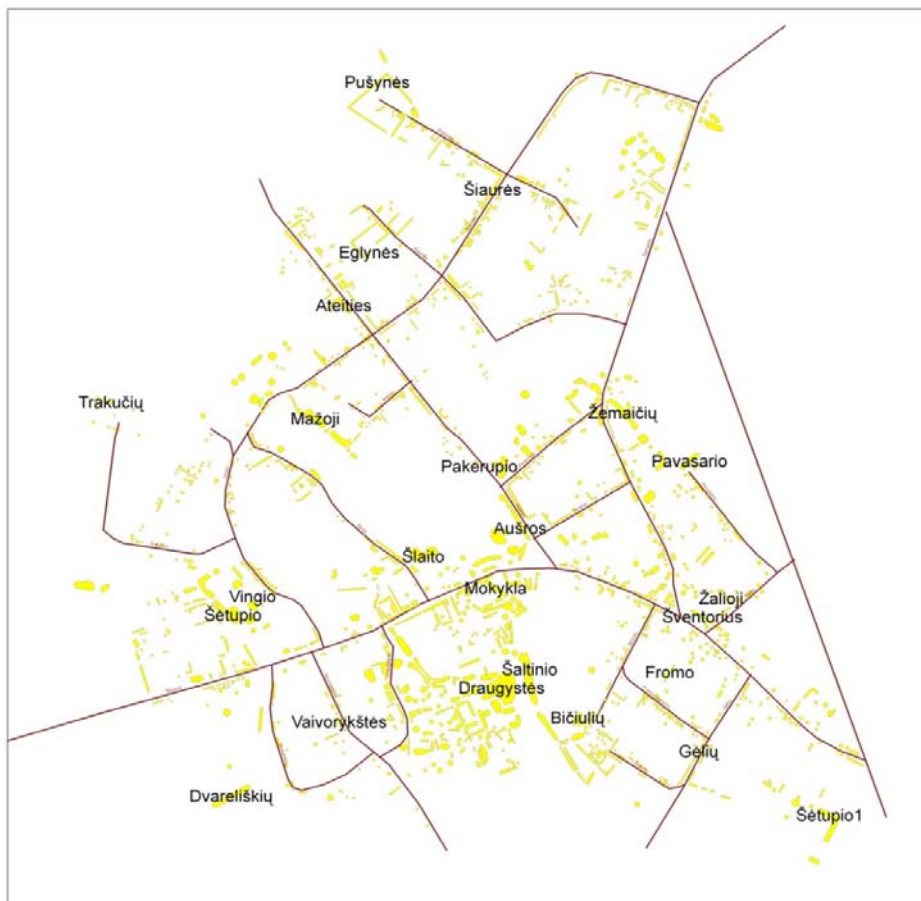 Pušynės
Šiaurės
Eglynės
Ateities
Trakučių
Mažoji
Žemaičių
Pakerupio
Pavasario
Aušros
Šlaito
Mokykla
Vingio
Šėtupio
Žalioji
Šventorius
Šaltinio
Draugystės
Fromo
Vaivorykštės
Bičiulių
Gėlių
Dvareliškių
Šėtupio1